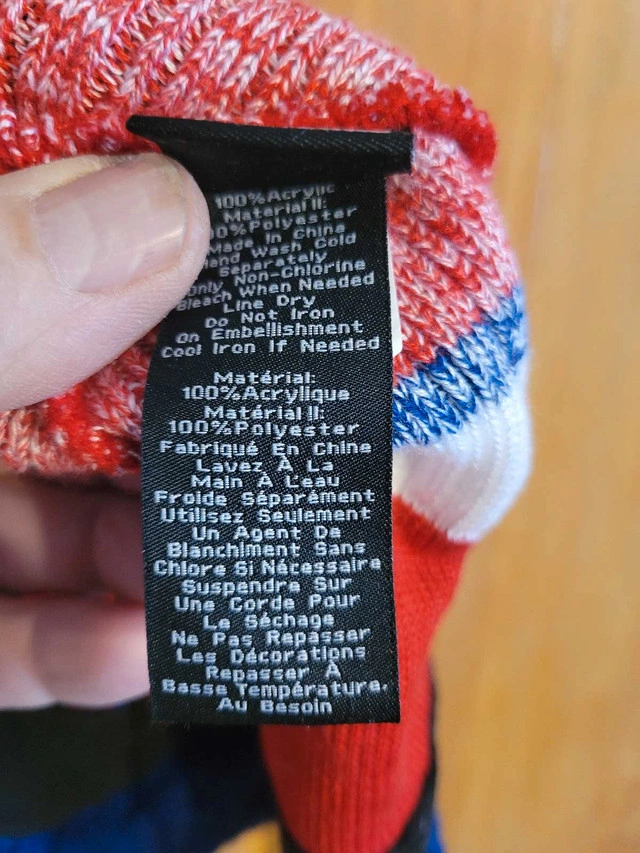 100%Acrylic
Material II:
00%Polyester
Made In China
and Wash Cold
Separately
Only Non-Chlorine
Bleach When Needed
Line Dry
Do Not Iron
On Embellishment
Cool Iron If Needed
Matérial:
100%Acrylique
Matérial II:
100%Polyester
Fabriqué En Chine
Lavez À La
Main À L'eau
Froide Séparément
Utilisez Seulement
Un Agent De
Blanchiment Sans
Chlore Si Nécessaire
Suspendre Sur
Une Corde Pour
Le Séchage
Ne Pas Repasser
Les Décorations
Repasser À
Basse Température,
Au Besoin